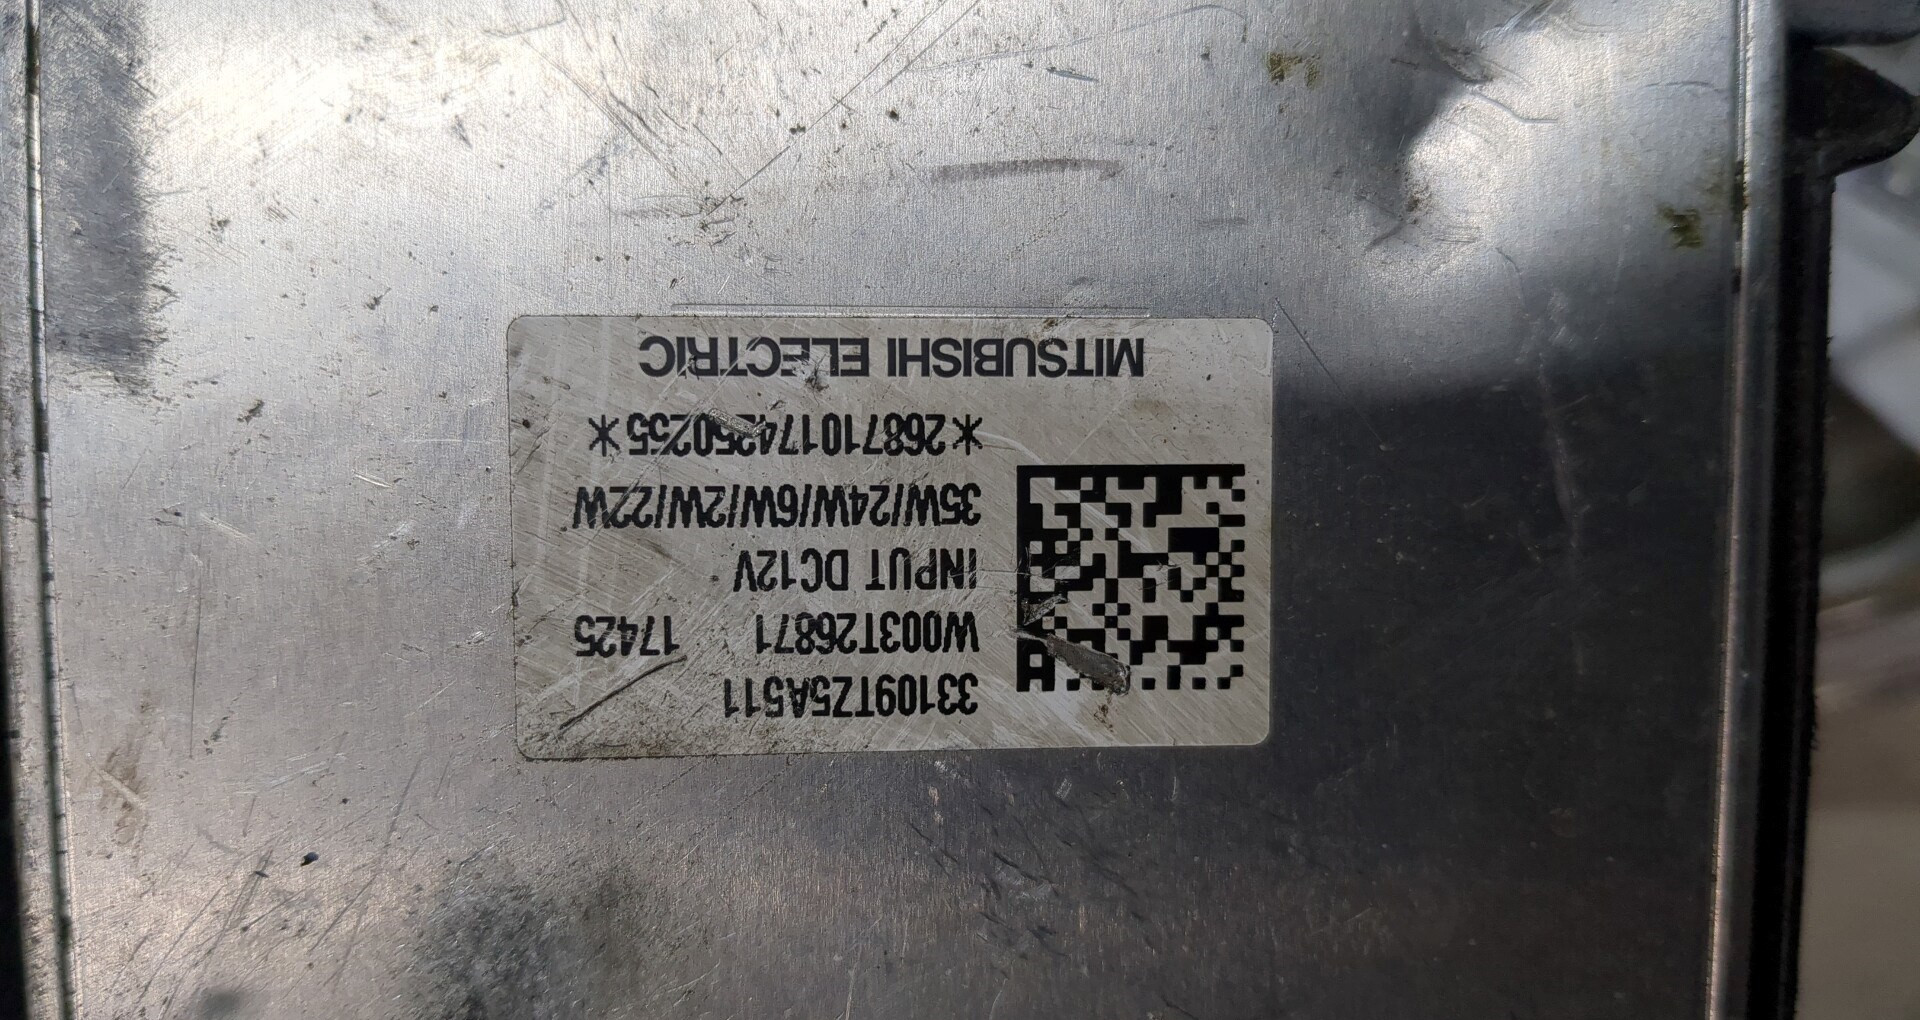 33109TZ5A511
W003T26871 17425
INPUT DC12V
35W/24W/6W/2W/22W
*268710174250255*
MITSUBISHI ELECTRIC